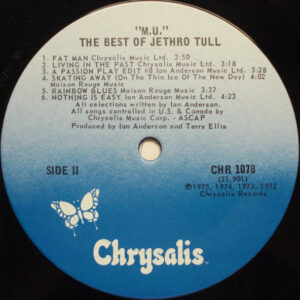 "M.U."
THE BEST OF JETHRO TULL
1. FAT MAN Chrysalis Music Ltd. 2:50
2. LIVING IN THE PAST Chrysalis Music Ltd. 3:18
3. A PASSION PLAY EDIT #8 Ian Anderson Music Ltd. 3:28
4. SKATING AWAY (On The Thin Ice Of The New Day) 4:02
Maison Rouge Music
5. RAINBOW BLUES Maison Rouge Music 3:37
6. NOTHING IS EASY Ian Anderson Music Ltd. 4:23
All selections written by Ian Anderson.
All songs controlled in U.S. & Canada by
Chrysalis Music Corp. - ASCAP
Produced by Ian Anderson and Terry Ellis
SIDE II
CHR 1078
(31,901)
℗1975, 1974, 1973, 1972
Chrysalis Records
Chrysalis